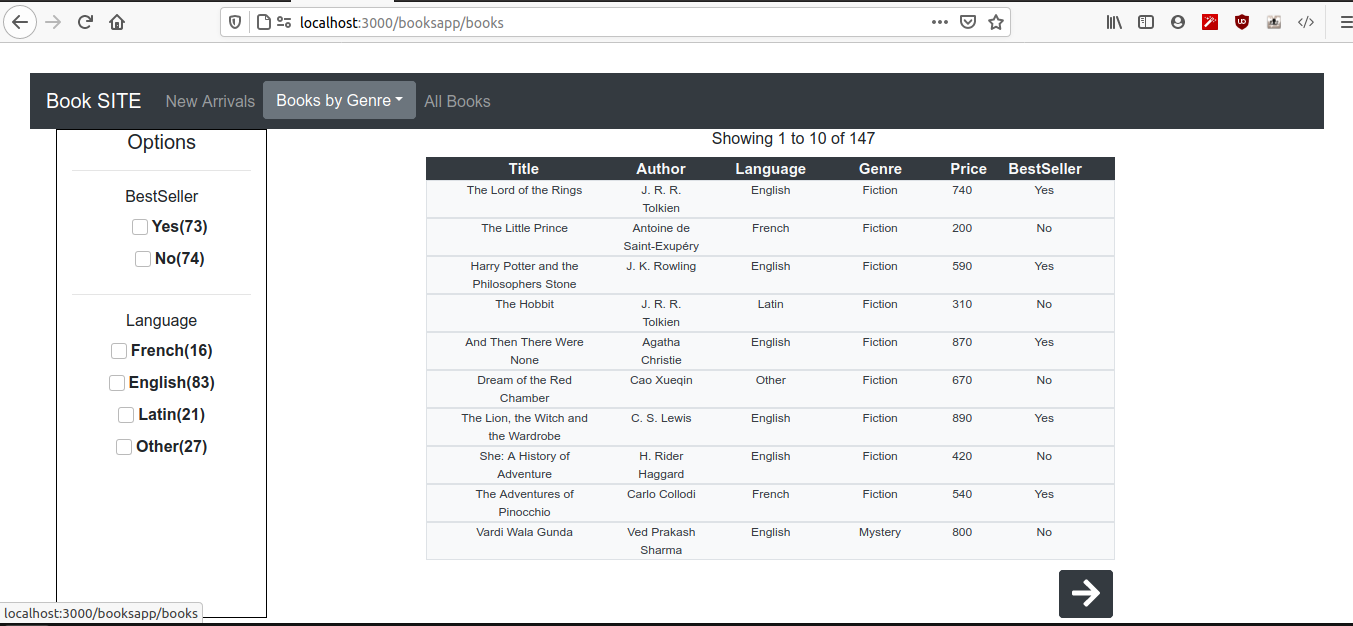 localhost:3000/booksapp/books
Book SITE New Arrivals Books by Genre All Books
Options
BestSeller
Yes(73)
No(74)
Language
French(16)
English(83)
Latin(21)
Other(27)
Showing 1 to 10 of 147
Title Author Language Genre Price BestSeller
The Lord of the Rings J. R. R. English Fiction 740 Yes
Tolkien
The Little Prince Antoine de French Fiction 200 No
Saint-Exupéry
Harry Potter and the J. K. Rowling English Fiction 590 Yes
Philosophers Stone
The Hobbit J. R. R. Latin Fiction 310 No
Tolkien
And Then There Were Agatha English Fiction 870 Yes
None Christie
Dream of the Red Cao Xueqin Other Fiction 670 No
Chamber
The Lion, the Witch and C. S. Lewis English Fiction 890 Yes
the Wardrobe
She: A History of H. Rider English Fiction 420 No
Adventure Haggard
The Adventures of Carlo Collodi French Fiction 540 Yes
Pinocchio
Vardi Wala Gunda Ved Prakash English Mystery 800 No
Sharma
localhost:3000/booksapp/books